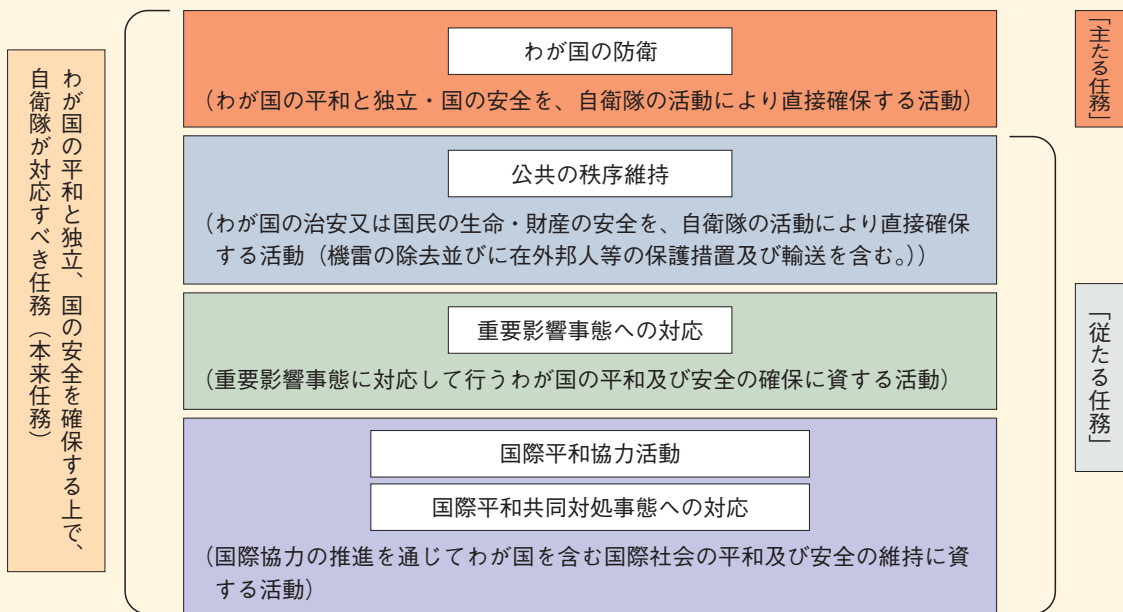 わが国の平和と独立、国の安全を確保する上で、
自衛隊が対応すべき任務（本来任務）
わが国の防衛
（わが国の平和と独立・国の安全を、自衛隊の活動により直接確保する活動）
「主たる任務」
公共の秩序維持
（わが国の治安又は国民の生命・財産の安全を、自衛隊の活動により直接確保
する活動（機雷の除去並びに在外邦人等の保護措置及び輸送を含む。））
重要影響事態への対応
（重要影響事態に対応して行うわが国の平和及び安全の確保に資する活動）
国際平和協力活動
国際平和共同対処事態への対応
（国際協力の推進を通じてわが国を含む国際社会の平和及び安全の維持に資
する活動）
「従たる任務」